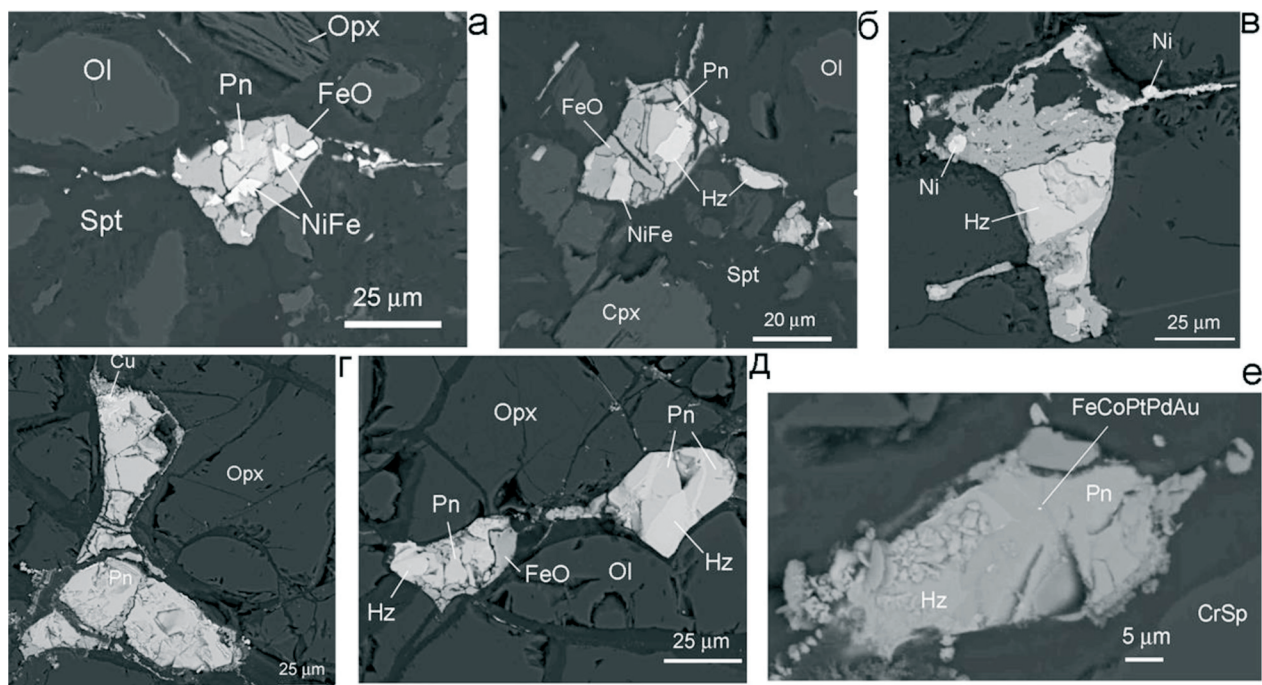 а
Opx
Ol
Pn
FeO
Spt
NiFe
25 µm
б
Pn
Ol
FeO
Hz
NiFe
Spt
Cpx
20 µm
в
Ni
Ni
Hz
25 µm
г
Cu
Opx
Pn
25 µm
д
Opx
Pn
Pn
Hz
FeO
Ol
Hz
25 µm
е
FeCoPtPdAu
Pn
Hz
CrSp
5 µm